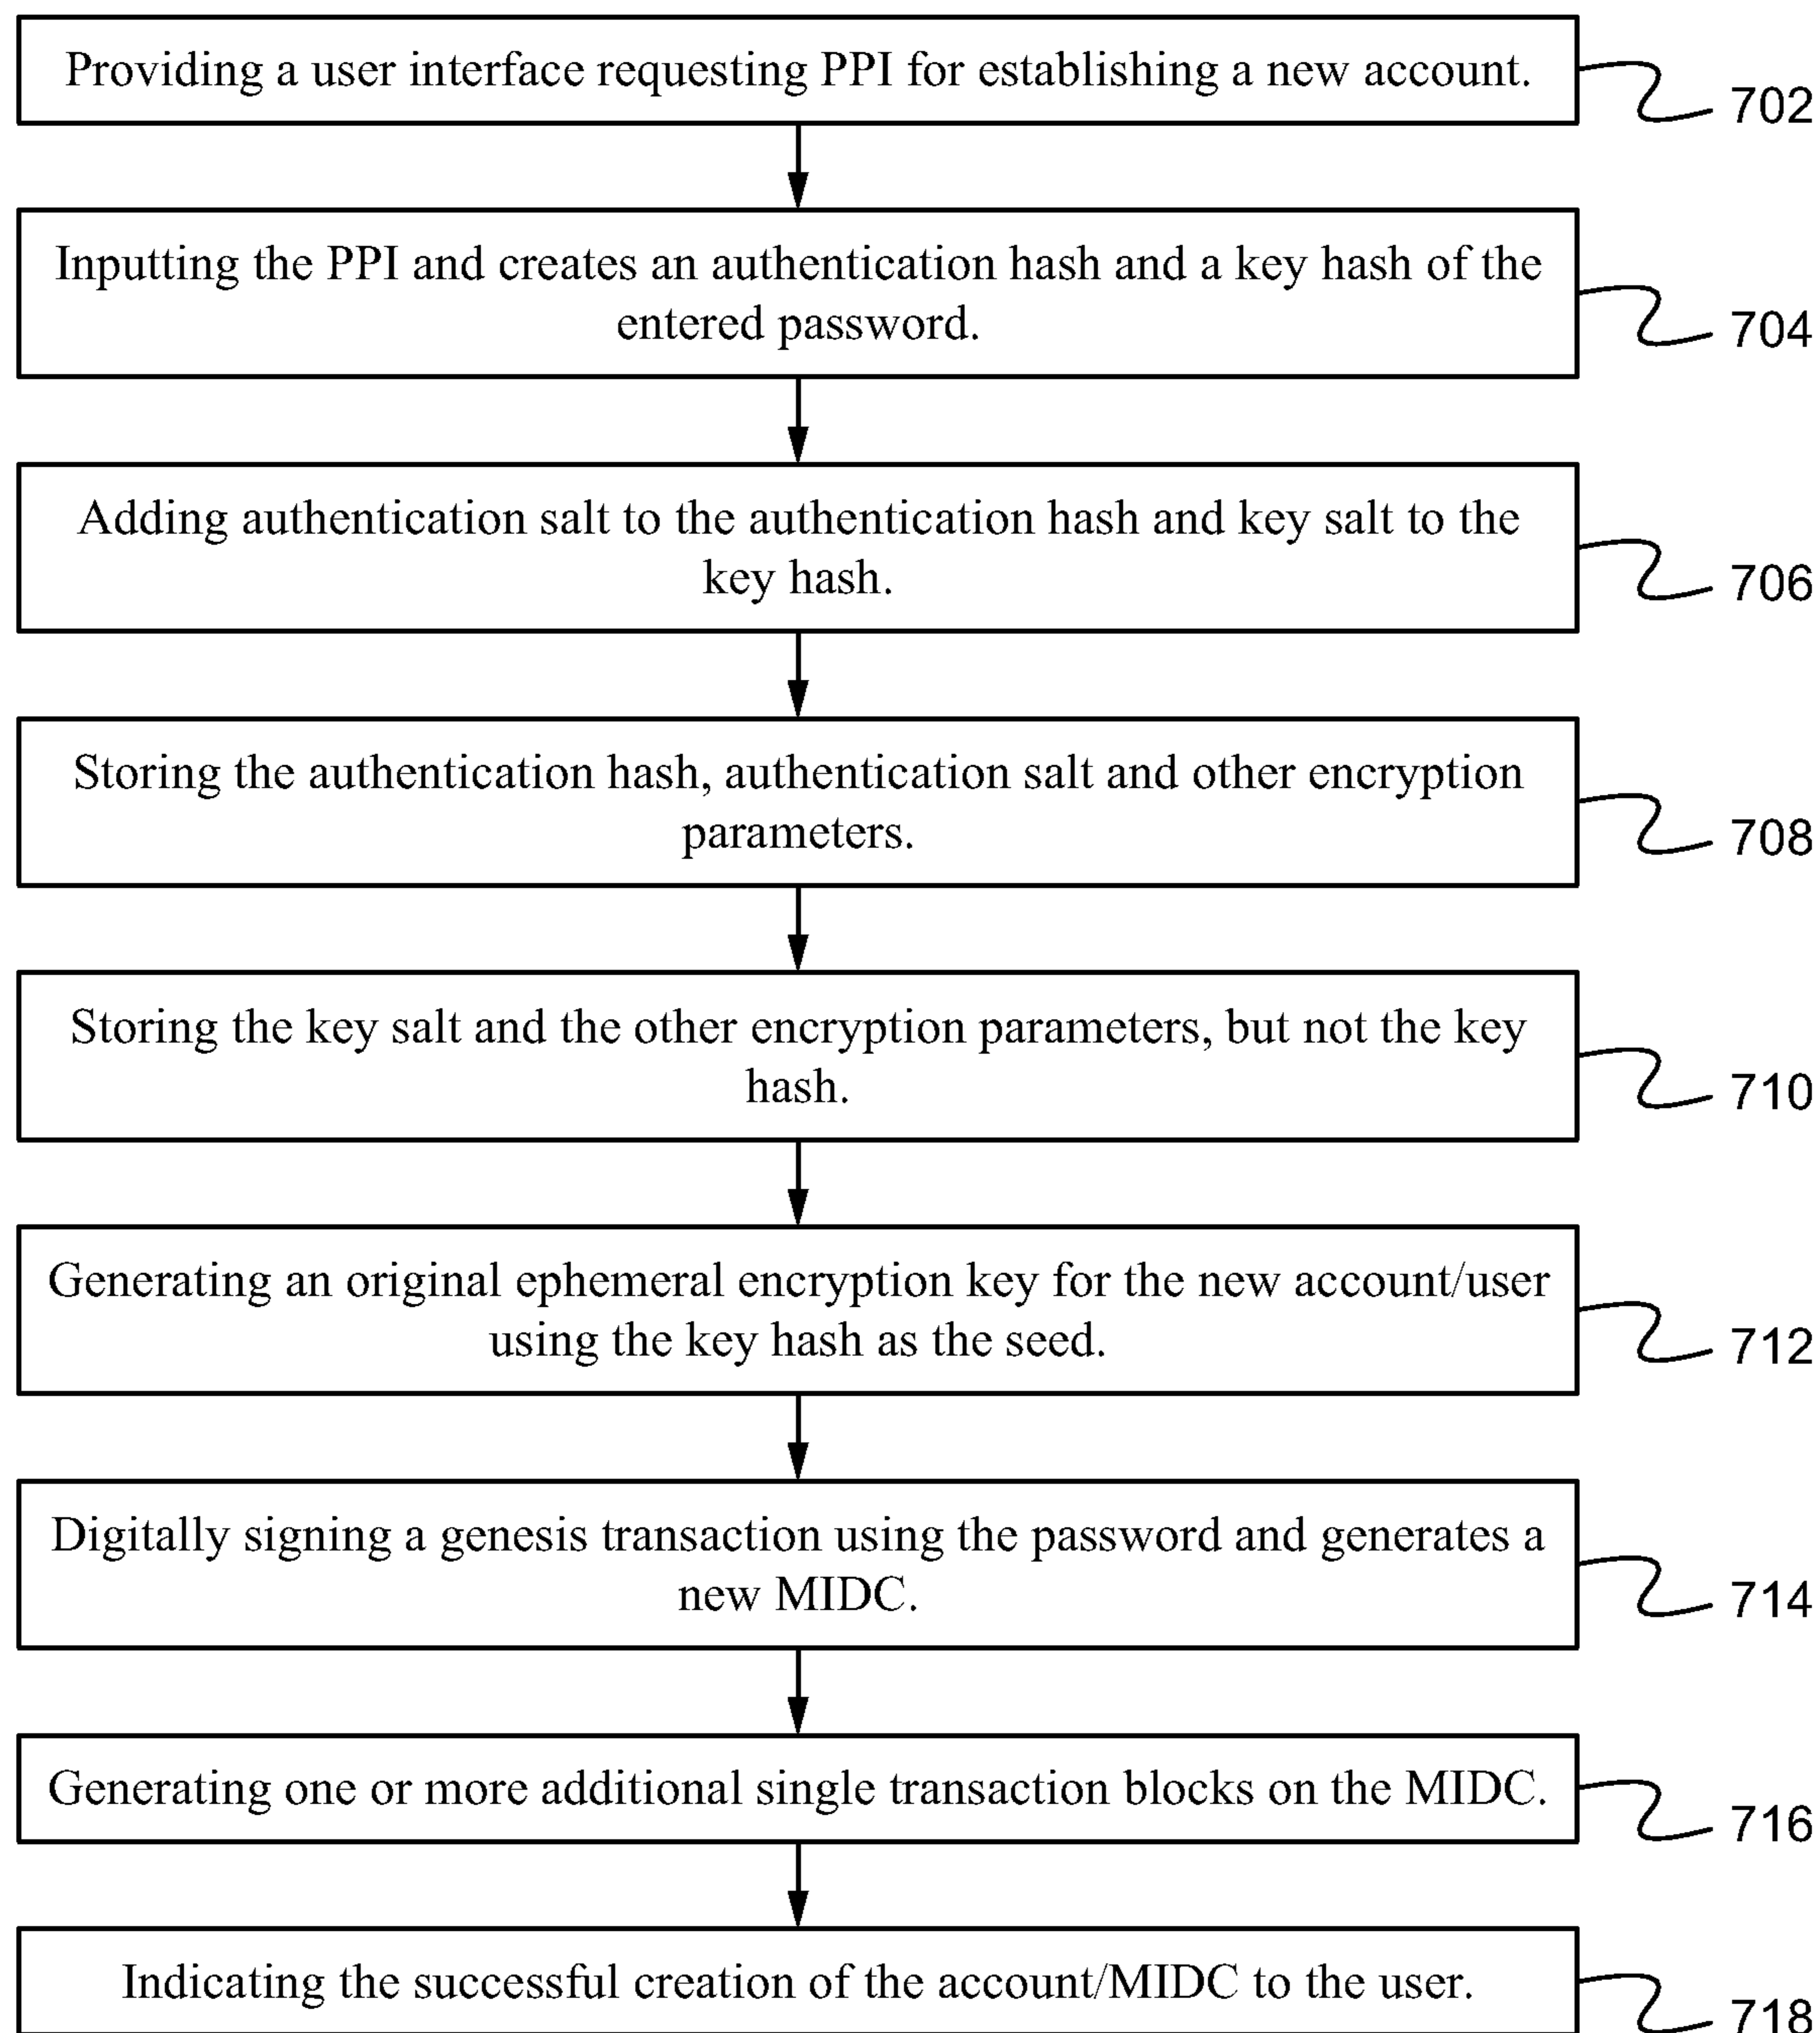 Providing a user interface requesting PPI for establishing a new account.
702
Inputting the PPI and creates an authentication hash and a key hash of the
entered password.
704
Adding authentication salt to the authentication hash and key salt to the
key hash.
706
Storing the authentication hash, authentication salt and other encryption
parameters.
708
Storing the key salt and the other encryption parameters, but not the key
hash.
710
Generating an original ephemeral encryption key for the new account/user
using the key hash as the seed.
712
Digitally signing a genesis transaction using the password and generates a
new MIDC.
714
Generating one or more additional single transaction blocks on the MIDC.
716
Indicating the successful creation of the account/MIDC to the user.
718